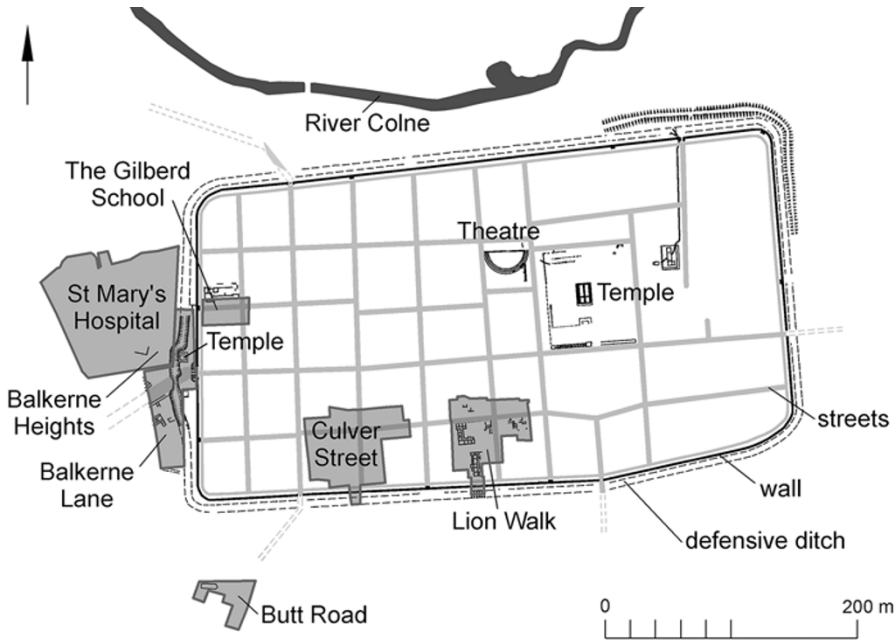 River Colne
The Gilberd
School
Theatre
St Mary's
Hospital
Temple
Temple
Balkerne
Heights
Culver
Street
streets
Balkerne
Lane
wall
Lion Walk
defensive ditch
Butt Road
0
200 m